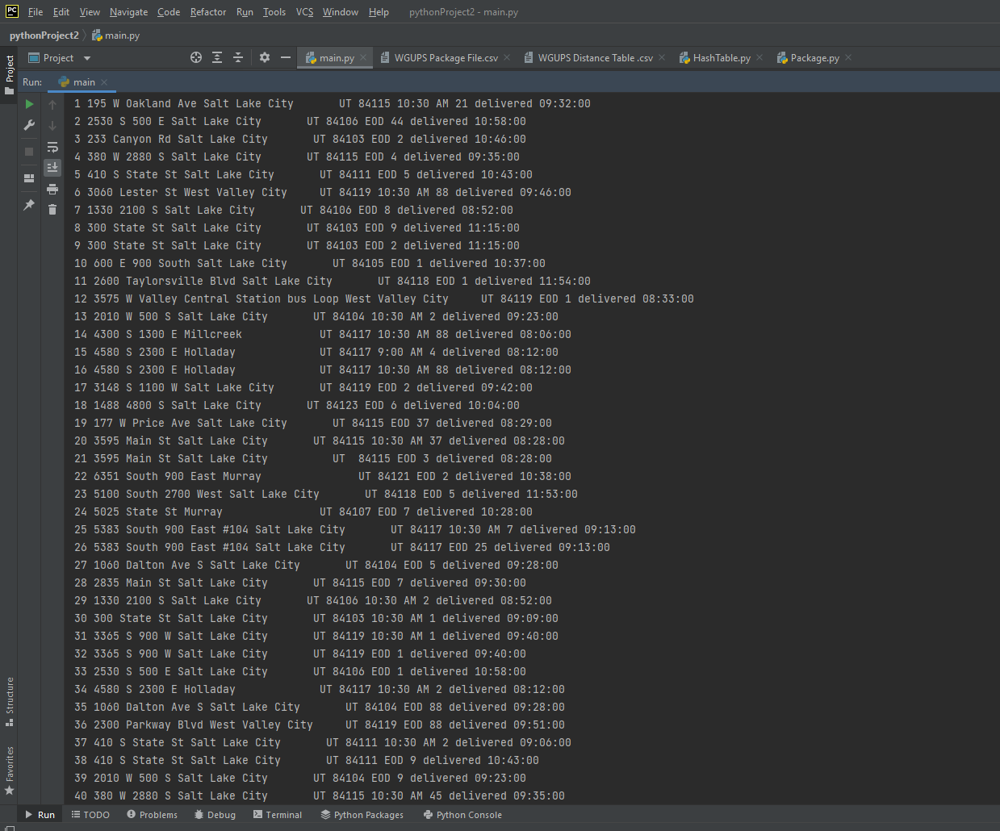 PC File Edit View Navigate Code Refactor Run Tools VCS Window Help pythonProject2 - main.py
pythonProject2 main.py
Project main.py WGUPS Package File.csv WGUPS Distance Table .csv HashTable.py Package.py
Project
Run: main
1 195 W Oakland Ave Salt Lake City UT 84115 10:30 AM 21 delivered 09:32:00
2 2530 S 500 E Salt Lake City UT 84106 EOD 44 delivered 10:58:00
3 233 Canyon Rd Salt Lake City UT 84103 EOD 2 delivered 10:46:00
4 380 W 2880 S Salt Lake City UT 84115 EOD 4 delivered 09:35:00
5 410 S State St Salt Lake City UT 84111 EOD 5 delivered 10:43:00
6 3060 Lester St West Valley City UT 84119 10:30 AM 88 delivered 09:46:00
7 1330 2100 S Salt Lake City UT 84106 EOD 8 delivered 08:52:00
8 300 State St Salt Lake City UT 84103 EOD 9 delivered 11:15:00
9 300 State St Salt Lake City UT 84103 EOD 2 delivered 11:15:00
10 600 E 900 South Salt Lake City UT 84105 EOD 1 delivered 10:37:00
11 2600 Taylorsville Blvd Salt Lake City UT 84118 EOD 1 delivered 11:54:00
12 3575 W Valley Central Station bus Loop West Valley City UT 84119 EOD 1 delivered 08:33:00
13 2010 W 500 S Salt Lake City UT 84104 10:30 AM 2 delivered 09:23:00
14 4300 S 1300 E Millcreek UT 84117 10:30 AM 88 delivered 08:06:00
15 4580 S 2300 E Holladay UT 84117 9:00 AM 4 delivered 08:12:00
16 4580 S 2300 E Holladay UT 84117 10:30 AM 88 delivered 08:12:00
17 3148 S 1100 W Salt Lake City UT 84119 EOD 2 delivered 09:42:00
18 1488 4800 S Salt Lake City UT 84123 EOD 6 delivered 10:04:00
19 177 W Price Ave Salt Lake City UT 84115 EOD 37 delivered 08:29:00
20 3595 Main St Salt Lake City UT 84115 10:30 AM 37 delivered 08:28:00
21 3595 Main St Salt Lake City UT 84115 EOD 3 delivered 08:28:00
22 6351 South 900 East Murray UT 84121 EOD 2 delivered 10:38:00
23 5100 South 2700 West Salt Lake City UT 84118 EOD 5 delivered 11:53:00
24 5025 State St Murray UT 84107 EOD 7 delivered 10:28:00
25 5383 South 900 East #104 Salt Lake City UT 84117 10:30 AM 7 delivered 09:13:00
26 5383 South 900 East #104 Salt Lake City UT 84117 EOD 25 delivered 09:13:00
27 1060 Dalton Ave S Salt Lake City UT 84104 EOD 5 delivered 09:28:00
28 2835 Main St Salt Lake City UT 84115 EOD 7 delivered 09:30:00
29 1330 2100 S Salt Lake City UT 84106 10:30 AM 2 delivered 08:52:00
30 300 State St Salt Lake City UT 84103 10:30 AM 1 delivered 09:09:00
31 3365 S 900 W Salt Lake City UT 84119 10:30 AM 1 delivered 09:40:00
32 3365 S 900 W Salt Lake City UT 84119 EOD 1 delivered 09:40:00
33 2530 S 500 E Salt Lake City UT 84106 EOD 1 delivered 10:58:00
34 4580 S 2300 E Holladay UT 84117 10:30 AM 2 delivered 08:12:00
35 1060 Dalton Ave S Salt Lake City UT 84104 EOD 88 delivered 09:28:00
36 2300 Parkway Blvd West Valley City UT 84119 EOD 88 delivered 09:51:00
37 410 S State St Salt Lake City UT 84111 10:30 AM 2 delivered 09:06:00
38 410 S State St Salt Lake City UT 84111 EOD 9 delivered 10:43:00
39 2010 W 500 S Salt Lake City UT 84104 EOD 9 delivered 09:23:00
40 380 W 2880 S Salt Lake City UT 84115 10:30 AM 45 delivered 09:35:00
Structure
Favorites
Run TODO Problems Debug Terminal Python Packages Python Console